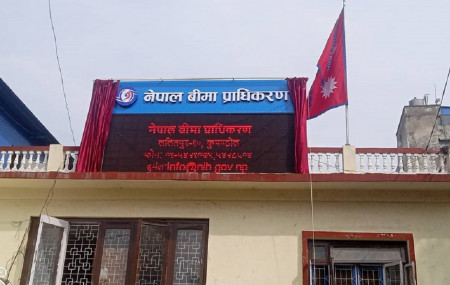 नेपाल बीमा प्राधिकरण
नेपाल बीमा प्राधिकरण
ललितपुर-१०, कुपण्डोल
info@nib.gov.np